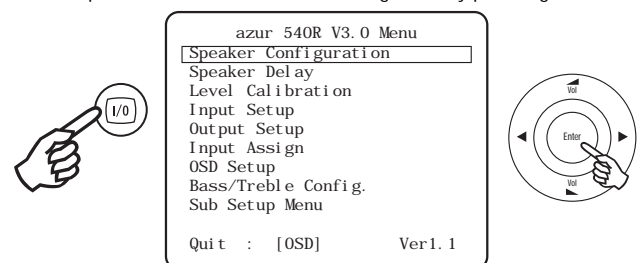 azur 540R V3.0 Menu
Speaker Configuration
Speaker Delay
Level Calibration
Input Setup
Output Setup
Input Assign
OSD Setup
Bass/Treble Config.
Sub Setup Menu
Quit : [OSD] Ver1.1
I/0
Vol
Enter
Vol